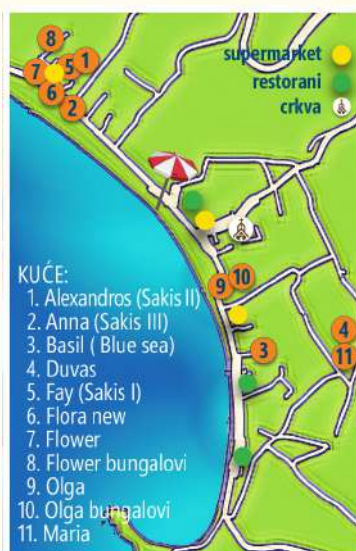 8
7
5
1
6
2
supermarket
restorani
crkva
9
10
3
4
11
KUĆE:
1. Alexandros (Sakis II)
2. Anna (Sakis III)
3. Basil ( Blue sea)
4. Duvas
5. Fay (Sakis I)
6. Flora new
7. Flower
8. Flower bungalovi
9. Olga
10. Olga bungalovi
11. Maria